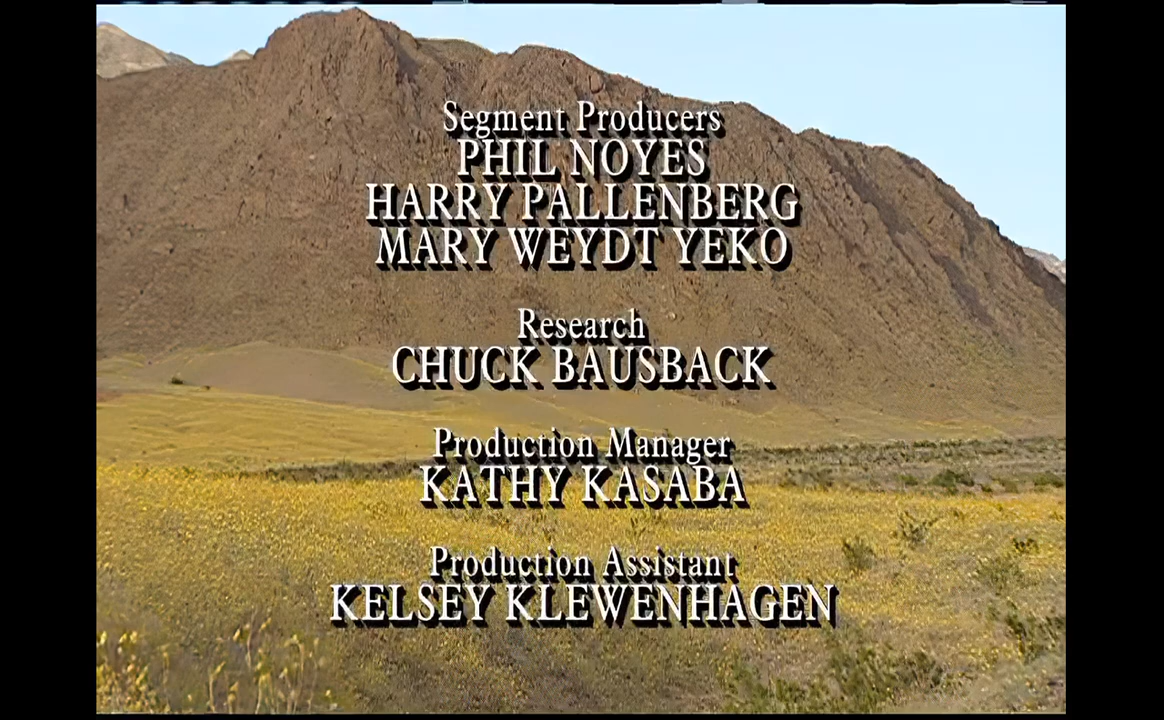 Segment Producers
PHIL NOYES
HARRY PALLENBERG
MARY WEYDT YEKO
Research
CHUCK BAUSBACK
Production Manager
KATHY KASABA
Production Assistant
KELSEY KLEWENHAGEN